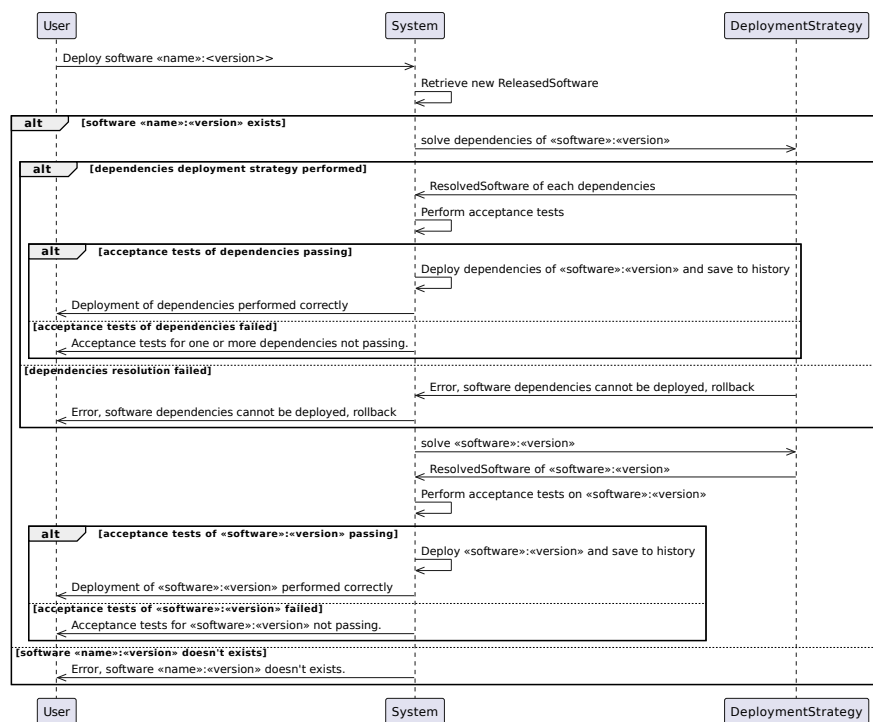 User System DeploymentStrategy
Deploy software «name»:<version>>
Retrieve new ReleasedSoftware
alt [software «name»:«version» exists]
solve dependencies of «software»:«version»
alt [dependencies deployment strategy performed]
ResolvedSoftware of each dependencies
Perform acceptance tests
alt [acceptance tests of dependencies passing]
Deploy dependencies of «software»:«version» and save to history
Deployment of dependencies performed correctly
[acceptance tests of dependencies failed]
Acceptance tests for one or more dependencies not passing.
[dependencies resolution failed]
Error, software dependencies cannot be deployed, rollback
Error, software dependencies cannot be deployed, rollback
solve «software»:«version»
ResolvedSoftware of «software»:«version»
Perform acceptance tests on «software»:«version»
alt [acceptance tests of «software»:«version» passing]
Deploy «software»:«version» and save to history
Deployment of «software»:«version» performed correctly
[acceptance tests of «software»:«version» failed]
Acceptance tests for «software»:«version» not passing.
[software «name»:«version» doesn't exists]
Error, software «name»:«version» doesn't exists.
User System DeploymentStrategy